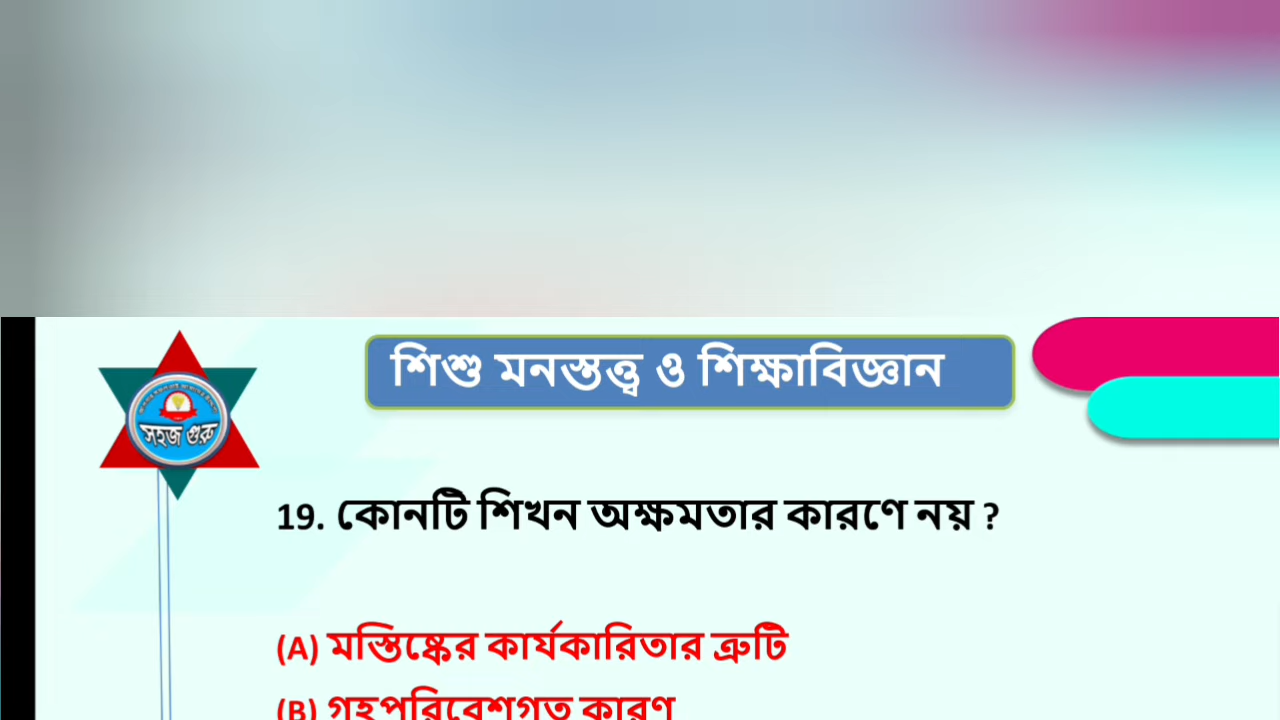 শিশু মনস্তত্ত্ব ও শিক্ষাবিজ্ঞান
সহজ গুরু
19. কোনটি শিখন অক্ষমতার কারণে নয় ?
(A) মস্তিষ্কের কার্যকারিতার ত্রুটি
(B) গৃহপরিবেশগত কারণ